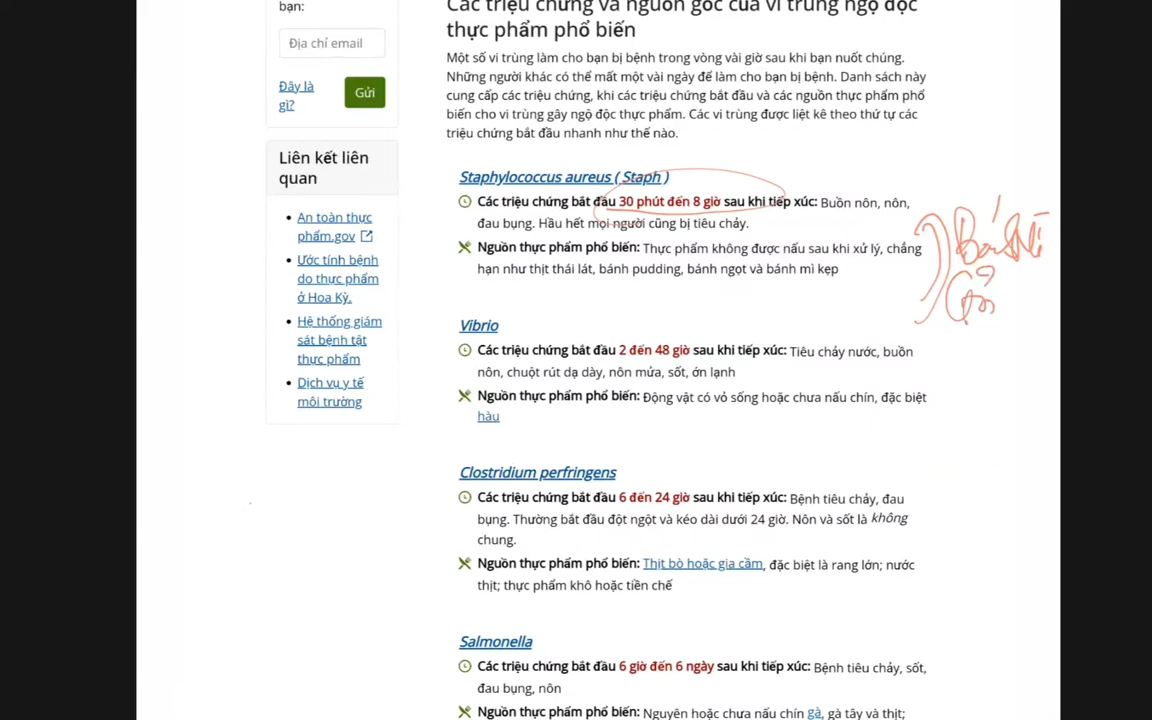 bạn:
Địa chỉ email
Đây là
gì?
Gửi
Liên kết liên
quan
An toàn thực
phẩm.gov
Ước tính bệnh
do thực phẩm
ở Hoa Kỳ.
Hệ thống giám
sát bệnh tật
thực phẩm
Dịch vụ y tế
môi trường
Các triệu chứng và nguồn gốc của vi trùng ngộ độc
thực phẩm phổ biến
Một số vi trùng làm cho bạn bị bệnh trong vòng vài giờ sau khi bạn nuốt chúng.
Những người khác có thể mất một vài ngày để làm cho bạn bị bệnh. Danh sách này
cung cấp các triệu chứng, khi các triệu chứng bắt đầu và các nguồn thực phẩm phổ
biến cho vi trùng gây ngộ độc thực phẩm. Các vi trùng được liệt kê theo thứ tự các
triệu chứng bắt đầu nhanh như thế nào.
Staphylococcus aureus ( Staph )
Các triệu chứng bắt đầu 30 phút đến 8 giờ sau khi tiếp xúc: Buồn nôn, nôn,
đau bụng. Hầu hết mọi người cũng bị tiêu chảy.
Nguồn thực phẩm phổ biến: Thực phẩm không được nấu sau khi xử lý, chẳng
hạn như thịt thái lát, bánh pudding, bánh ngọt và bánh mì kẹp
Vibrio
Các triệu chứng bắt đầu 2 đến 48 giờ sau khi tiếp xúc: Tiêu chảy nước, buồn
nôn, chuột rút dạ dày, nôn mửa, sốt, ớn lạnh
Nguồn thực phẩm phổ biến: Động vật có vỏ sống hoặc chưa nấu chín, đặc biệt
hàu
Clostridium perfringens
Các triệu chứng bắt đầu 6 đến 24 giờ sau khi tiếp xúc: Bệnh tiêu chảy, đau
bụng. Thường bắt đầu đột ngột và kéo dài dưới 24 giờ. Nôn và sốt là không
chung.
Nguồn thực phẩm phổ biến: Thịt bò hoặc gia cầm, đặc biệt là rang lớn; nước
thịt; thực phẩm khô hoặc tiền chế
Salmonella
Các triệu chứng bắt đầu 6 giờ đến 6 ngày sau khi tiếp xúc: Bệnh tiêu chảy, sốt,
đau bụng, nôn
Nguồn thực phẩm phổ biến: Nguyên hoặc chưa nấu chín gà, gà tây và thịt;